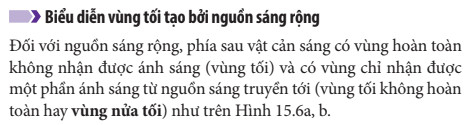 Biểu diễn vùng tối tạo bởi nguồn sáng rộng
Đối với nguồn sáng rộng, phía sau vật cản sáng có vùng hoàn toàn
không nhận được ánh sáng (vùng tối) và có vùng chỉ nhận được
một phần ánh sáng từ nguồn sáng truyền tới (vùng tối không hoàn
toàn hay vùng nửa tối) như trên Hình 15.6a, b.